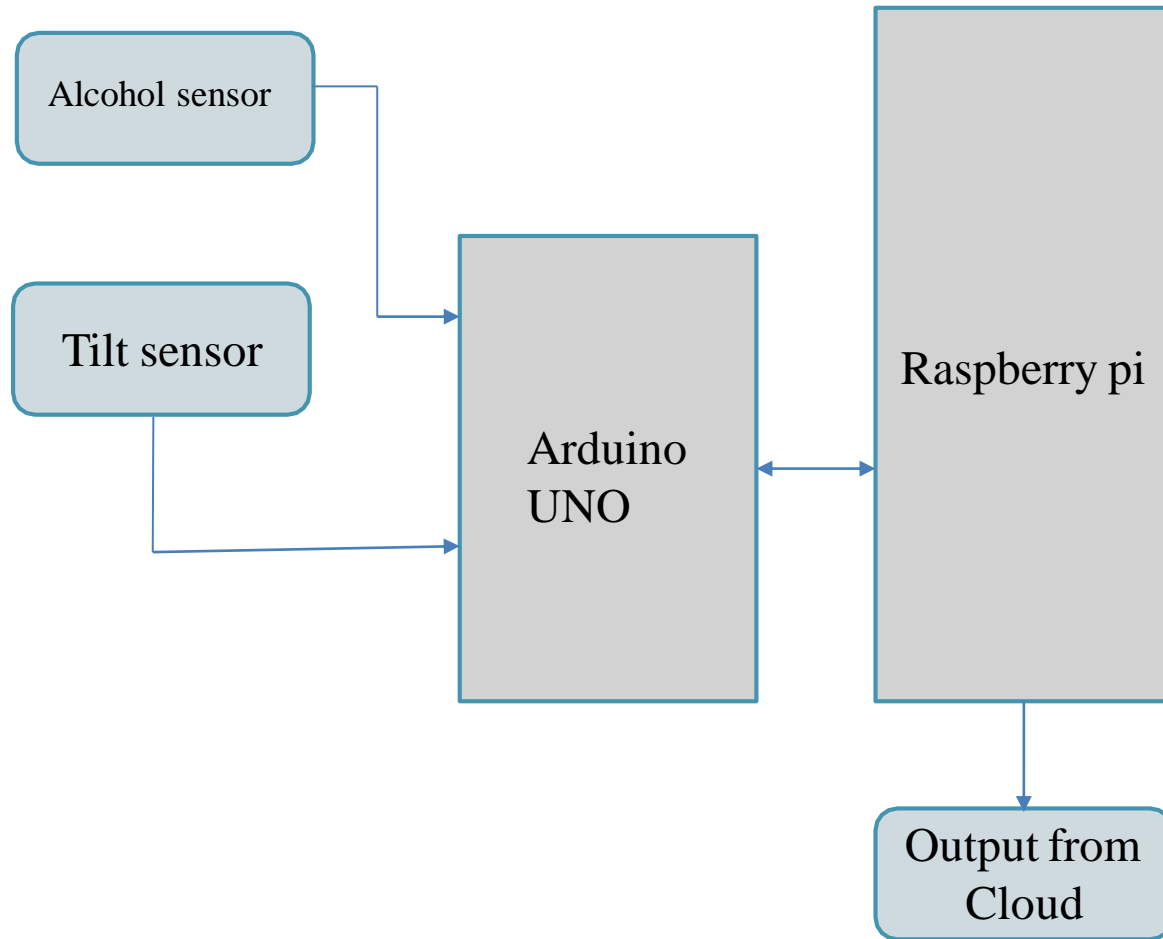 Alcohol sensor
Tilt sensor
Arduino
UNO
Raspberry pi
Output from
Cloud